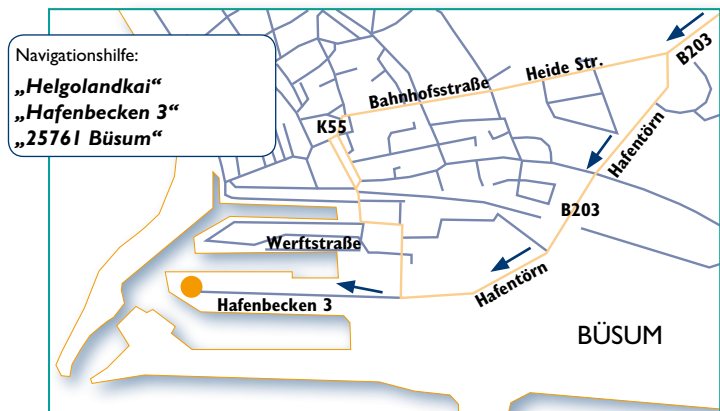 Navigationshilfe:
„Helgolandkai“
„Hafenbecken 3“
„25761 Büsum“
B203
Heide Str.
Bahnhofsstraße
K55
Hafentörn
B203
Werftstraße
Hafentörn
Hafenbecken 3
BÜSUM